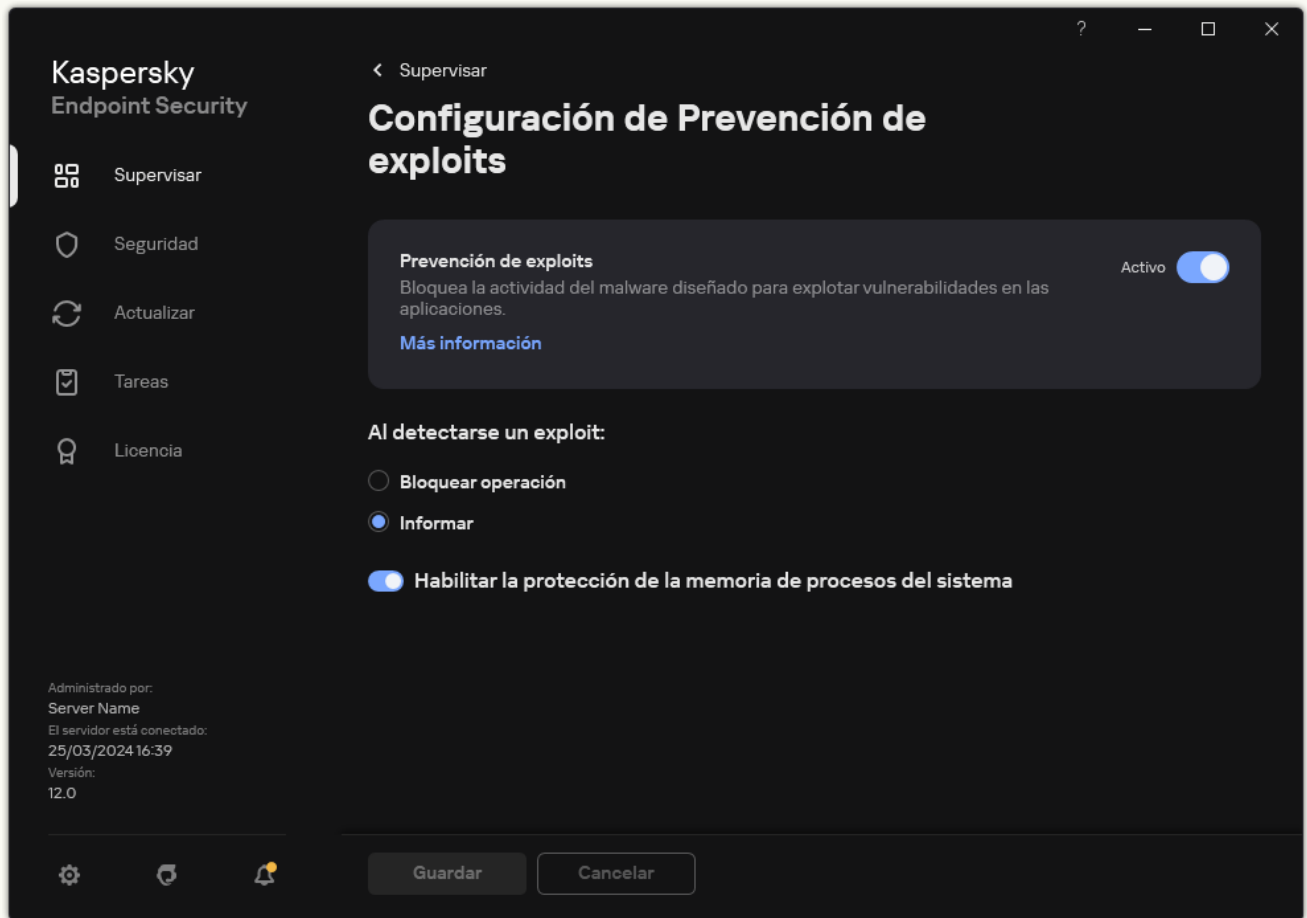 ?
Kaspersky
Endpoint Security
Supervisar
Seguridad
Actualizar
Tareas
Licencia
Administrado por:
Server Name
El servidor está conectado:
25/03/2024 16:39
Versión:
12.0
Supervisar
Configuración de Prevención de
exploits
Prevención de exploits
Bloquea la actividad del malware diseñado para explotar vulnerabilidades en las
aplicaciones.
Más información
Activo
Al detectarse un exploit:
Bloquear operación
Informar
Habilitar la protección de la memoria de procesos del sistema
Guardar
Cancelar